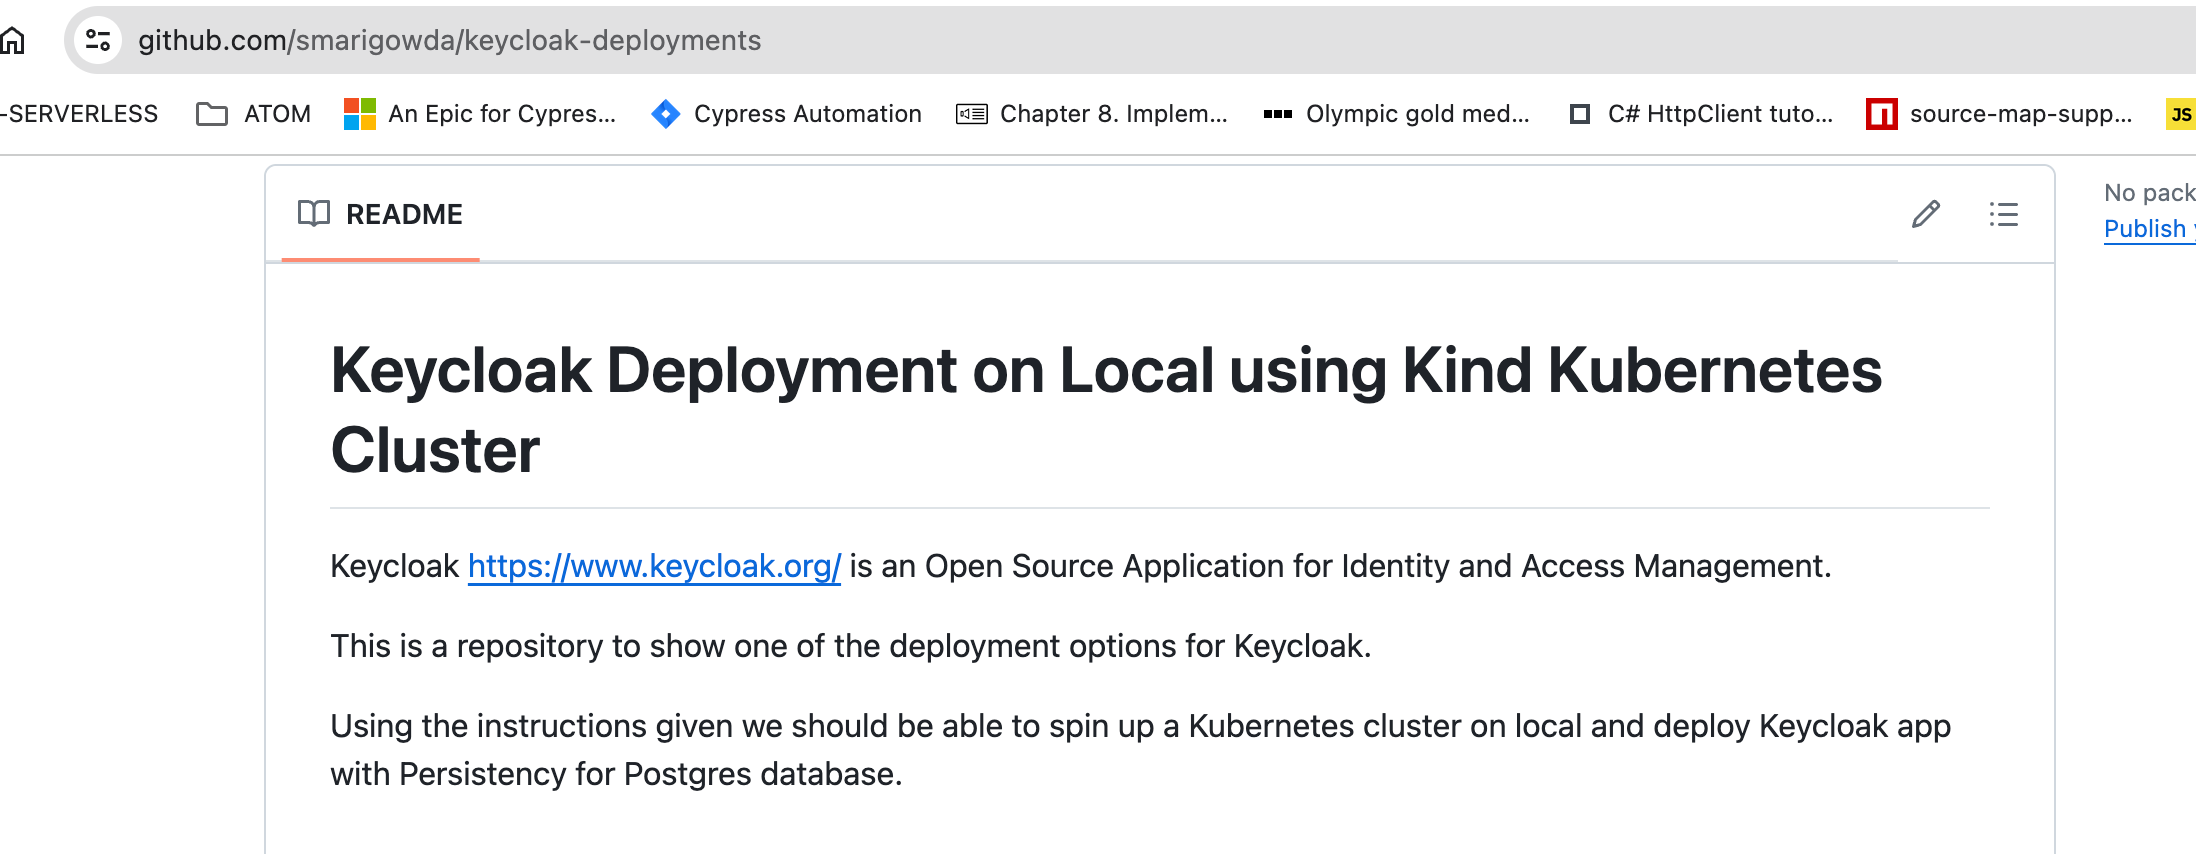 github.com/smarigowda/keycloak-deployments
-SERVERLESS ATOM An Epic for Cypres... Cypress Automation Chapter 8. Implem... Olympic gold med... C# HttpClient tuto... source-map-supp... JS
README
No pack
Publish y
Keycloak Deployment on Local using Kind Kubernetes
Cluster
Keycloak https://www.keycloak.org/ is an Open Source Application for Identity and Access Management.
This is a repository to show one of the deployment options for Keycloak.
Using the instructions given we should be able to spin up a Kubernetes cluster on local and deploy Keycloak app
with Persistency for Postgres database.